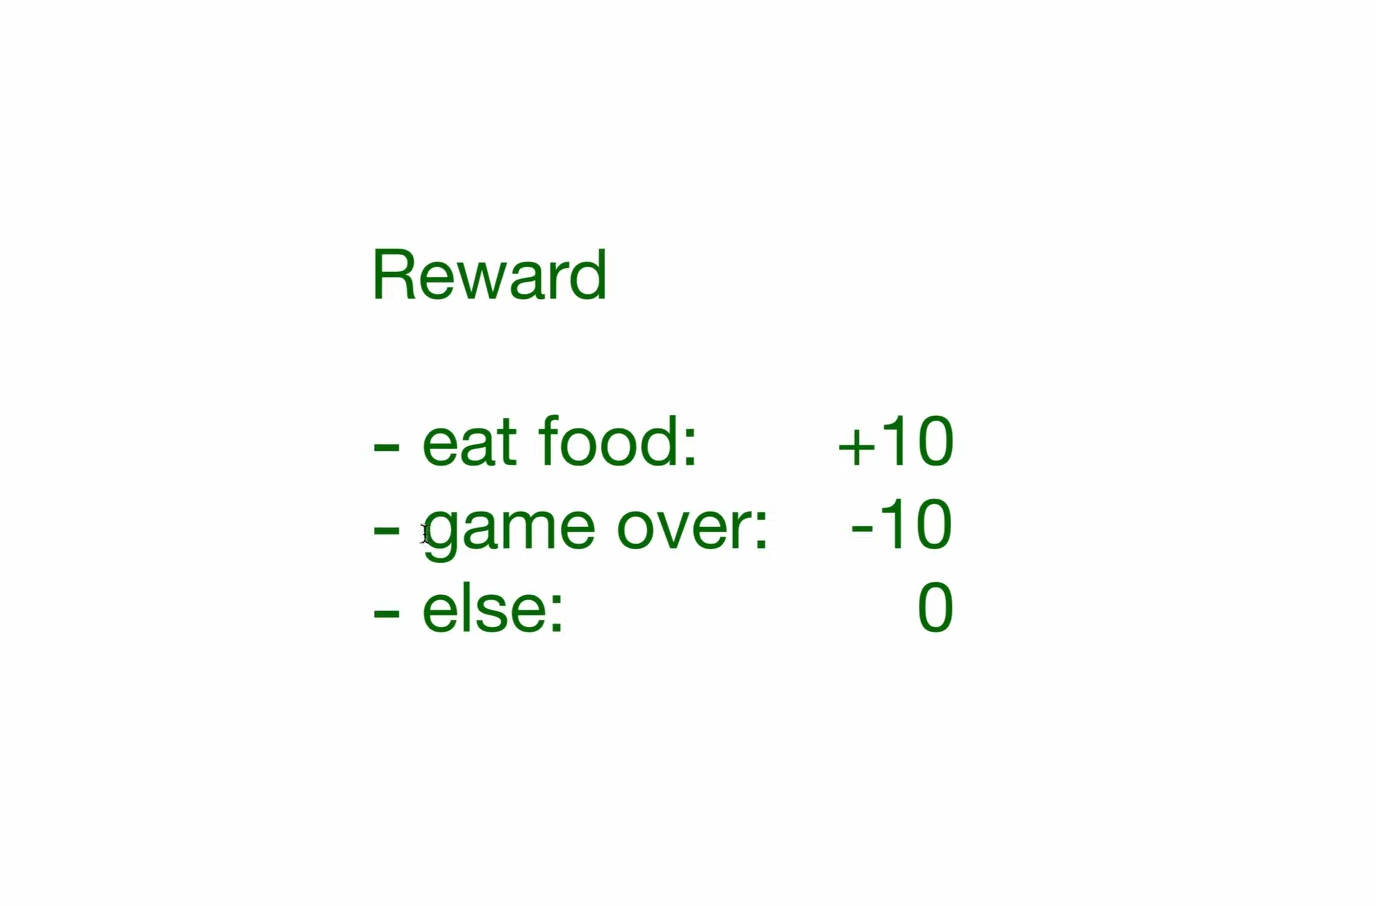 Reward
- eat food: +10
- game over: -10
- else: 0